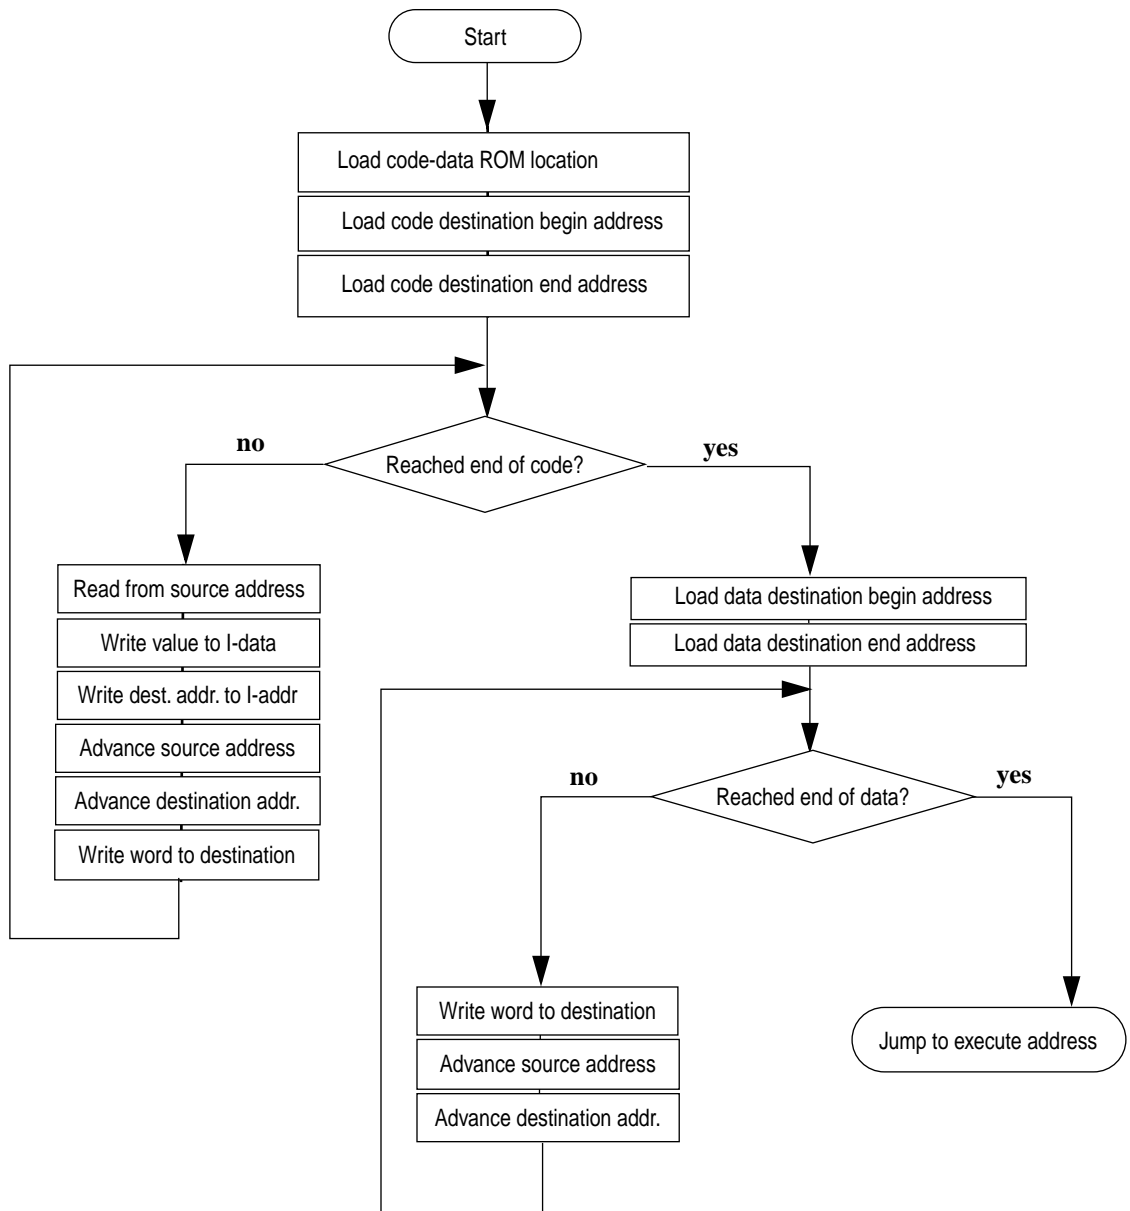 Start
Load code-data ROM location
Load code destination begin address
Load code destination end address
no
yes
Reached end of code?
Read from source address
Write value to I-data
Write dest. addr. to I-addr
Advance source address
Advance destination addr.
Write word to destination
Load data destination begin address
Load data destination end address
no
yes
Reached end of data?
Write word to destination
Advance source address
Advance destination addr.
Jump to execute address